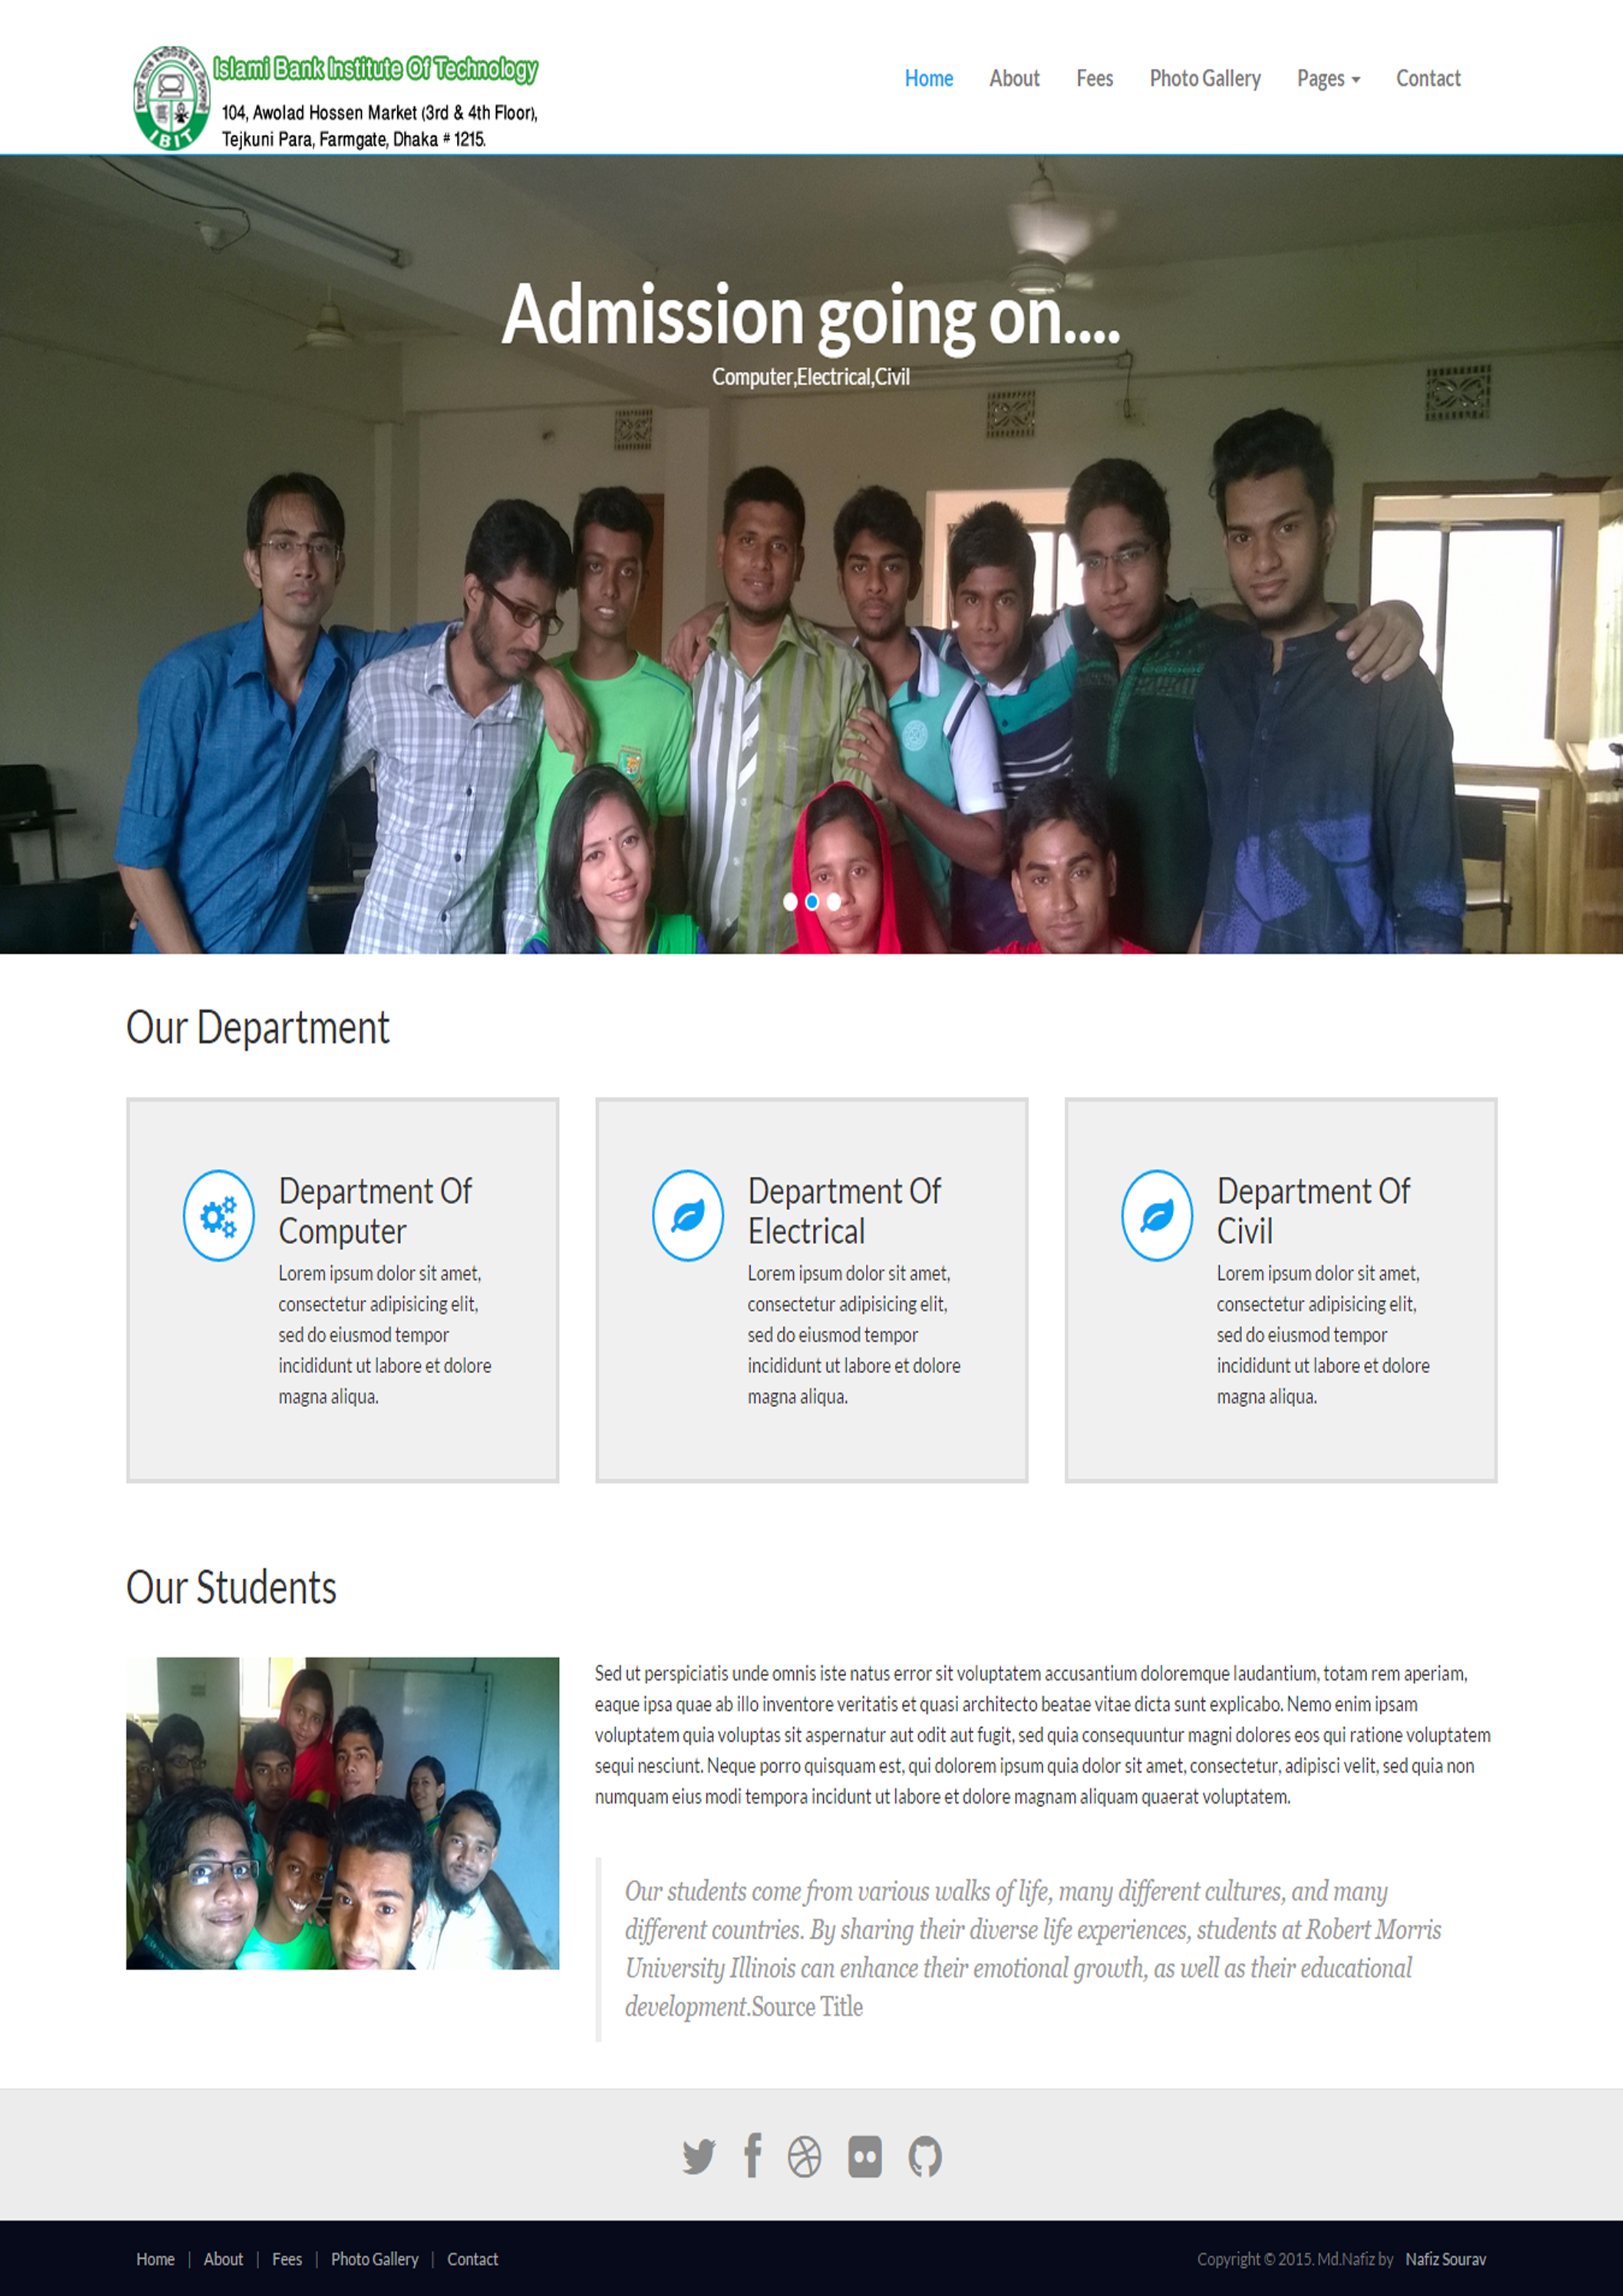 Islami Bank Institute Of Technology
104, Awolad Hossen Market (3rd & 4th Floor),
Tejkuni Para, Farmgate, Dhaka # 1215.
IBIT
Home About Fees Photo Gallery Pages Contact
Admission going on....
Computer,Electrical,Civil
Our Department
Department Of
Computer
Lorem ipsum dolor sit amet,
consectetur adipisicing elit,
sed do eiusmod tempor
incididunt ut labore et dolore
magna aliqua.
Department Of
Electrical
Lorem ipsum dolor sit amet,
consectetur adipisicing elit,
sed do eiusmod tempor
incididunt ut labore et dolore
magna aliqua.
Department Of
Civil
Lorem ipsum dolor sit amet,
consectetur adipisicing elit,
sed do eiusmod tempor
incididunt ut labore et dolore
magna aliqua.
Our Students
Sed ut perspiciatis unde omnis iste natus error sit voluptatem accusantium doloremque laudantium, totam rem aperiam,
eaque ipsa quae ab illo inventore veritatis et quasi architecto beatae vitae dicta sunt explicabo. Nemo enim ipsam
voluptatem quia voluptas sit aspernatur aut odit aut fugit, sed quia consequuntur magni dolores eos qui ratione voluptatem
sequi nesciunt. Neque porro quisquam est, qui dolorem ipsum quia dolor sit amet, consectetur, adipisci velit, sed quia non
numquam eius modi tempora incidunt ut labore et dolore magnam aliquam quaerat voluptatem.
Our students come from various walks of life, many different cultures, and many
different countries. By sharing their diverse life experiences, students at Robert Morris
University Illinois can enhance their emotional growth, as well as their educational
development.Source Title
Home | About | Fees | Photo Gallery | Contact
Copyright © 2015. Md.Nafiz by Nafiz Sourav